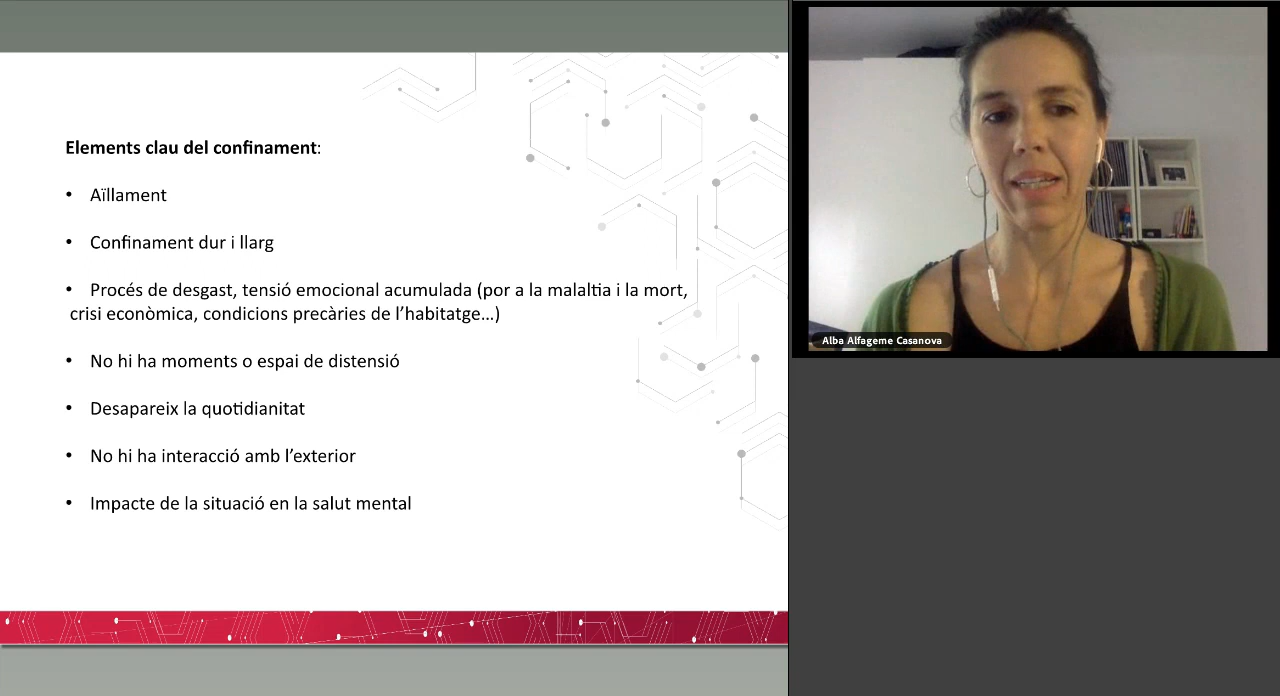 Elements clau del confinament:
• Aïllament
• Confinament dur i llarg
• Procés de desgast, tensió emocional acumulada (por a la malaltia i la mort,
crisi econòmica, condicions precàries de l’habitatge…)
• No hi ha moments o espai de distensió
• Desapareix la quotidianitat
• No hi ha interacció amb l’exterior
• Impacte de la situació en la salut mental
Alba Alfageme Casanova